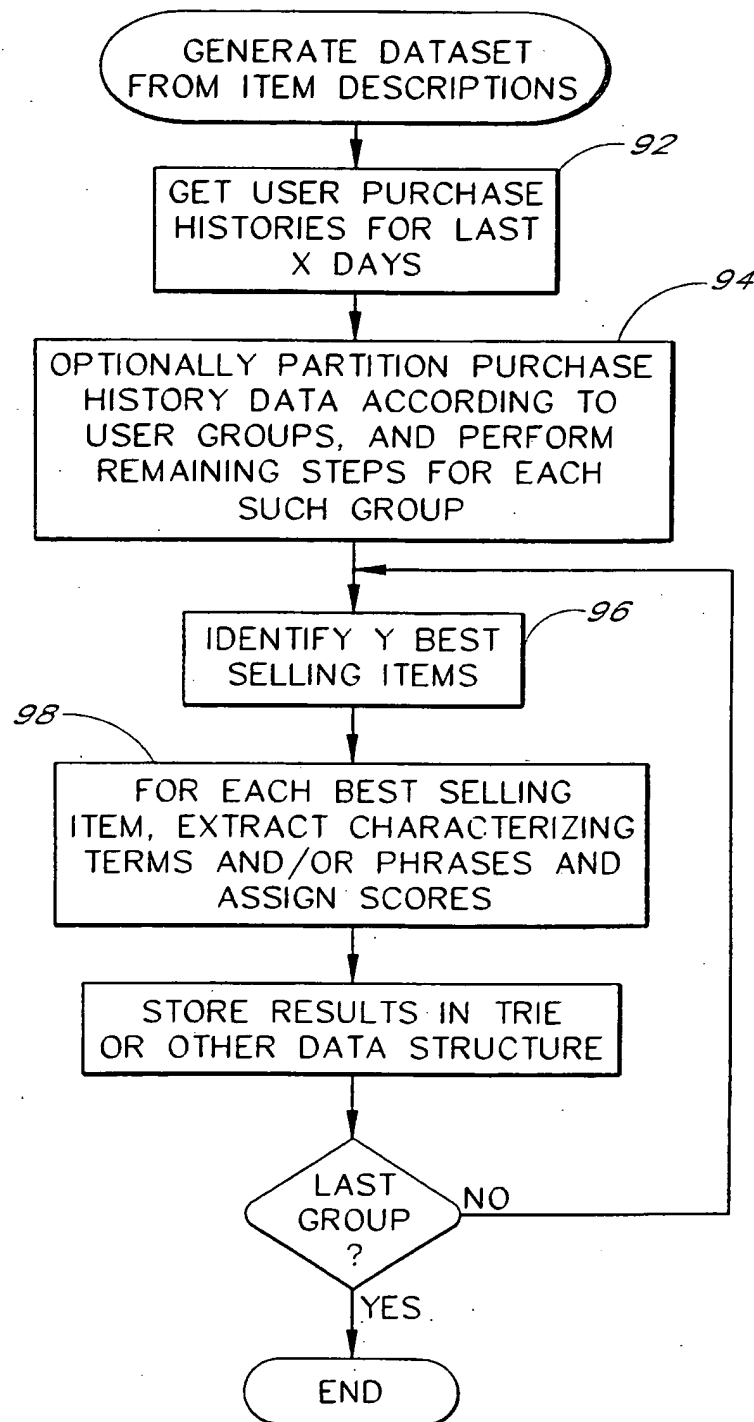 GENERATE DATASET
FROM ITEM DESCRIPTIONS
92
GET USER PURCHASE
HISTORIES FOR LAST
X DAYS
94
OPTIONALLY PARTITION PURCHASE
HISTORY DATA ACCORDING TO
USER GROUPS, AND PERFORM
REMAINING STEPS FOR EACH
SUCH GROUP
96
IDENTIFY Y BEST
SELLING ITEMS
98
FOR EACH BEST SELLING
ITEM, EXTRACT CHARACTERIZING
TERMS AND/OR PHRASES AND
ASSIGN SCORES
STORE RESULTS IN TRIE
OR OTHER DATA STRUCTURE
LAST
GROUP
?
NO
YES
END